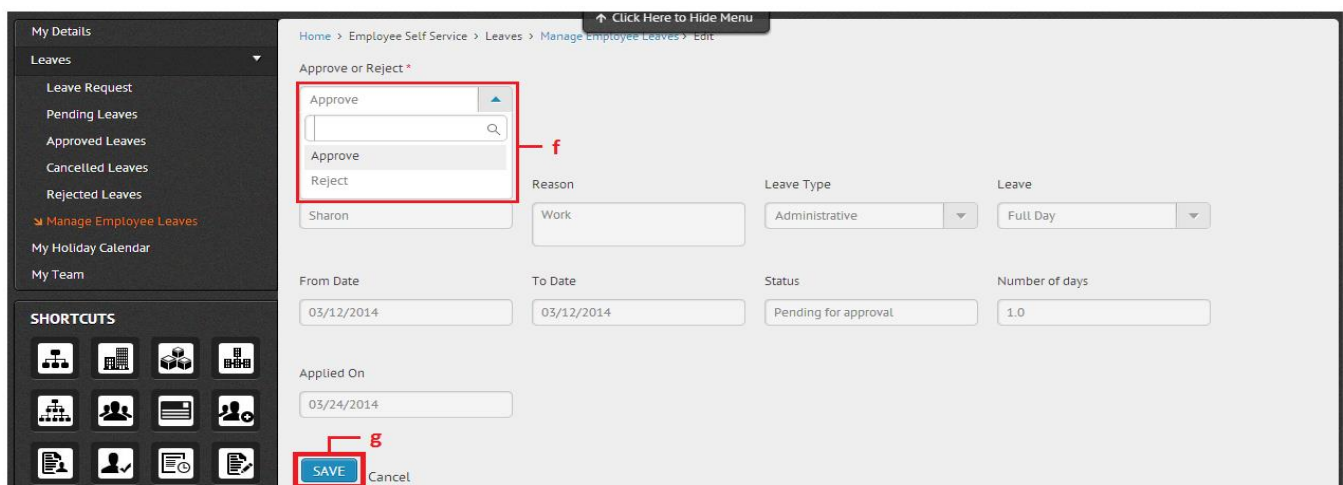 My Details
Leaves
Leave Request
Pending Leaves
Approved Leaves
Cancelled Leaves
Rejected Leaves
Manage Employee Leaves
My Holiday Calendar
My Team
SHORTCUTS
Click Here to Hide Menu
Home > Employee Self Service > Leaves > Manage Employee Leaves > Edit
Approve or Reject *
Approve
Approve
Reject
f
Reason Leave Type Leave
Sharon Work Administrative Full Day
From Date To Date Status Number of days
03/12/2014 03/12/2014 Pending for approval 1.0
Applied On
03/24/2014
g
SAVE Cancel